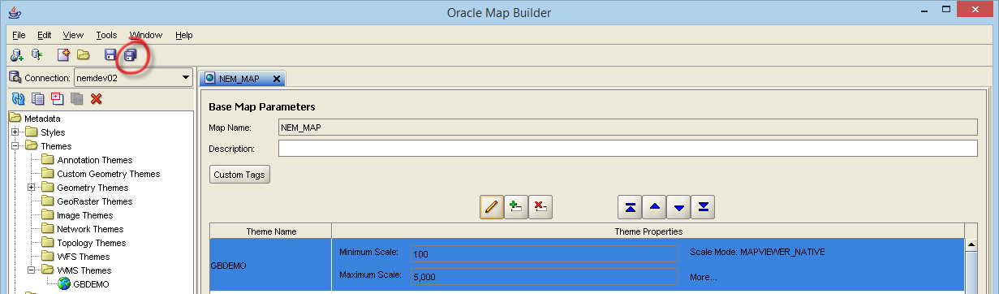 Oracle Map Builder
File Edit View Tools Window Help
Connection: nemdev02
NEM_MAP
Metadata
Styles
Themes
Annotation Themes
Custom Geometry Themes
Geometry Themes
GeoRaster Themes
Image Themes
Network Themes
Topology Themes
WFS Themes
WMS Themes
GBDEMO
Base Map Parameters
Map Name: NEM_MAP
Description:
Custom Tags
Theme Name Theme Properties
GBDEMO
Minimum Scale: 100 Scale Mode: MAPVIEWER_NATIVE
Maximum Scale: 5,000 More...